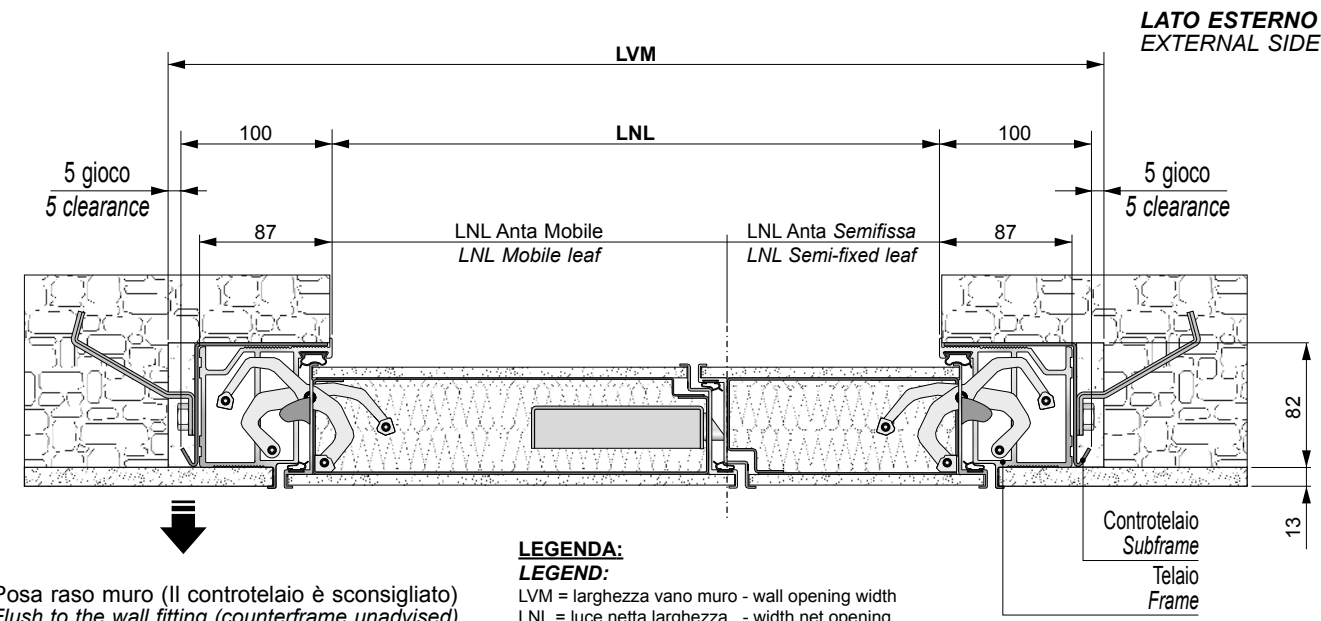 LATO ESTERNO
EXTERNAL SIDE
LVM
100
LNL
100
5 gioco
5 clearance
5 gioco
5 clearance
87
LNL Anta Mobile
LNL Mobile leaf
LNL Anta Semifissa
LNL Semi-fixed leaf
87
82
13
Controtelaio
Subframe
Telaio
Frame
Posa raso muro (Il controtelaio è sconsigliato)
Flush to the wall fitting (counterframe unadvised)
LEGENDA:
LEGEND:
LVM = larghezza vano muro - wall opening width
LNL = luce netta larghezza - width net opening